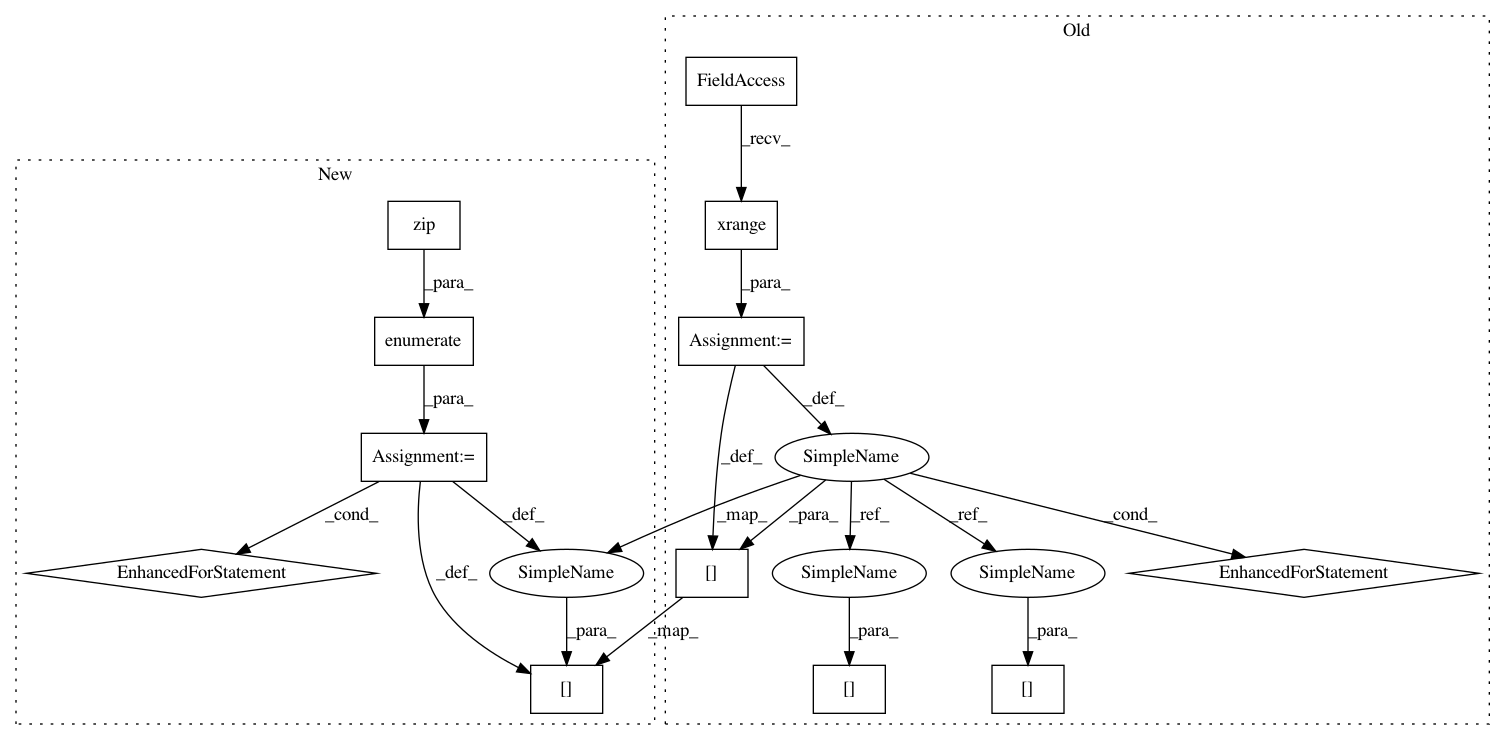 Old
FieldAccess
_recv_
New
zip
xrange
_para_
_para_
enumerate
Assignment:=
_para_
_def_
Assignment:=
SimpleName
_def_
_cond_
_def_
_map_
_para_
_ref_
_ref_
_cond_
EnhancedForStatement
_def_
SimpleName
[]
SimpleName
SimpleName
EnhancedForStatement
_para_
_map_
_para_
_para_
[]
[]
[]